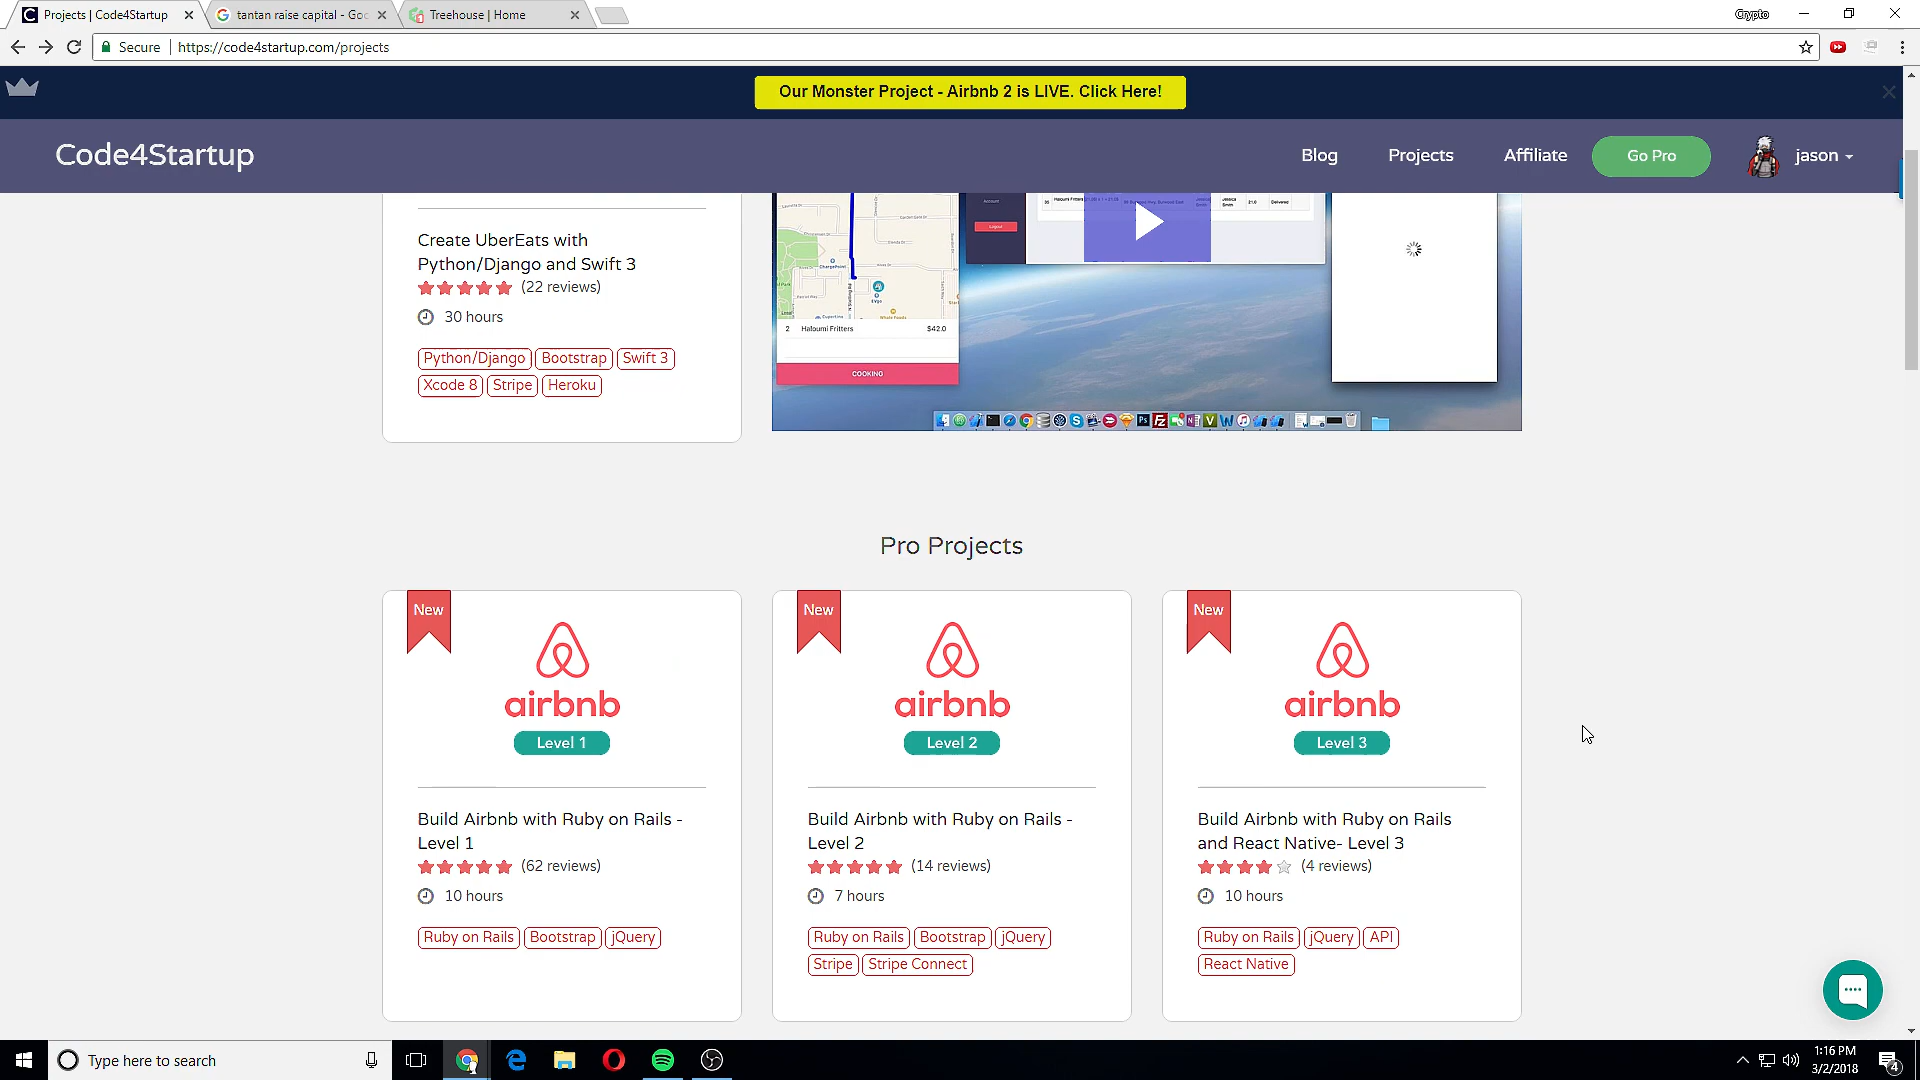 Projects | Code4Startup
tantan raise capital - Goo
Treehouse | Home
Crypto
Secure
https://code4startup.com/projects
Our Monster Project - Airbnb 2 is LIVE. Click Here!
Code4Startup
Blog
Projects
Affiliate
Go Pro
jason
Create UberEats with
Python/Django and Swift 3
(22 reviews)
30 hours
Python/Django
Bootstrap
Swift 3
Xcode 8
Stripe
Heroku
2 Haloumi Fritters $42.0
COOKING
Logout
Pro Projects
New
airbnb
Level 1
Build Airbnb with Ruby on Rails -
Level 1
(62 reviews)
10 hours
Ruby on Rails
Bootstrap
jQuery
New
airbnb
Level 2
Build Airbnb with Ruby on Rails -
Level 2
(14 reviews)
7 hours
Ruby on Rails
Bootstrap
jQuery
Stripe
Stripe Connect
New
airbnb
Level 3
Build Airbnb with Ruby on Rails
and React Native- Level 3
(4 reviews)
10 hours
Ruby on Rails
jQuery
API
React Native
Type here to search
1:16 PM
3/2/2018
4